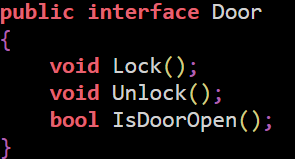 public interface Door
{
    void Lock();
    void Unlock();
    bool IsDoorOpen();
}